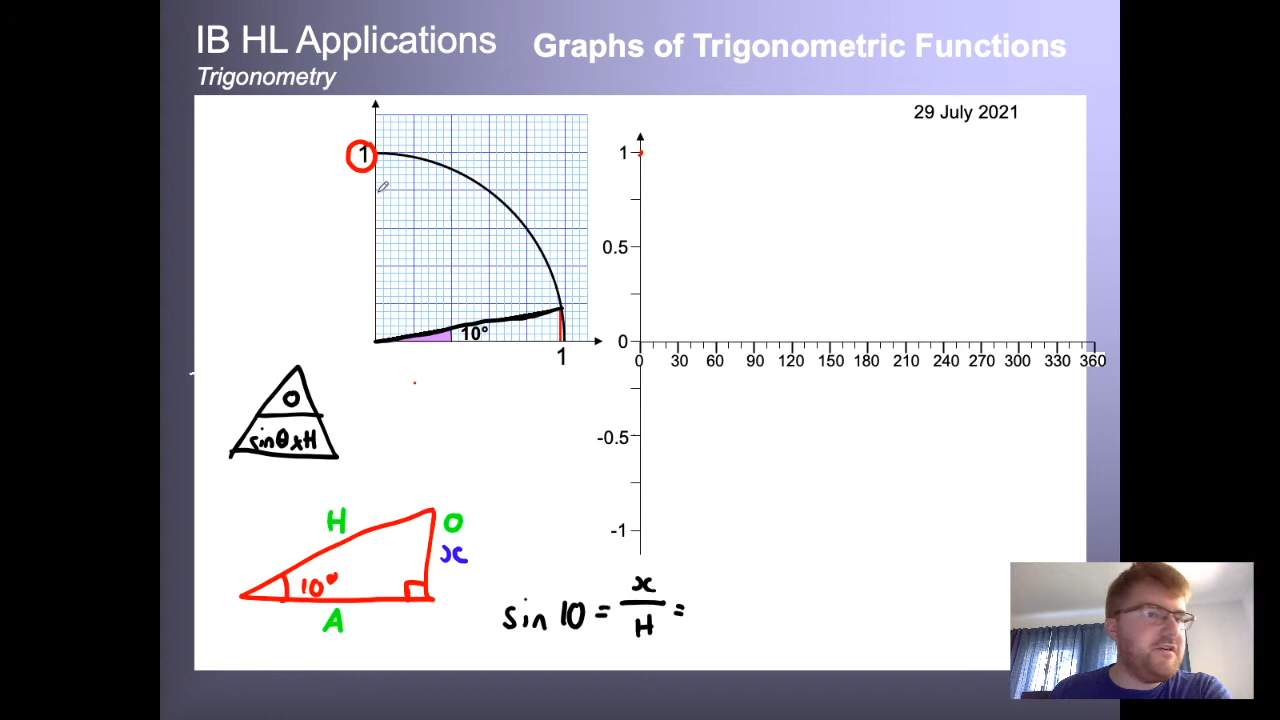 IB HL Applications
Graphs of Trigonometric Functions
Trigonometry
29 July 2021
1
10°
1
1
0.5
0
-0.5
-1
0 30 60 90 120 150 180 210 240 270 300 330 360
O
sinθ×H
H
O
x
10°
A
sin 10 = x/H =